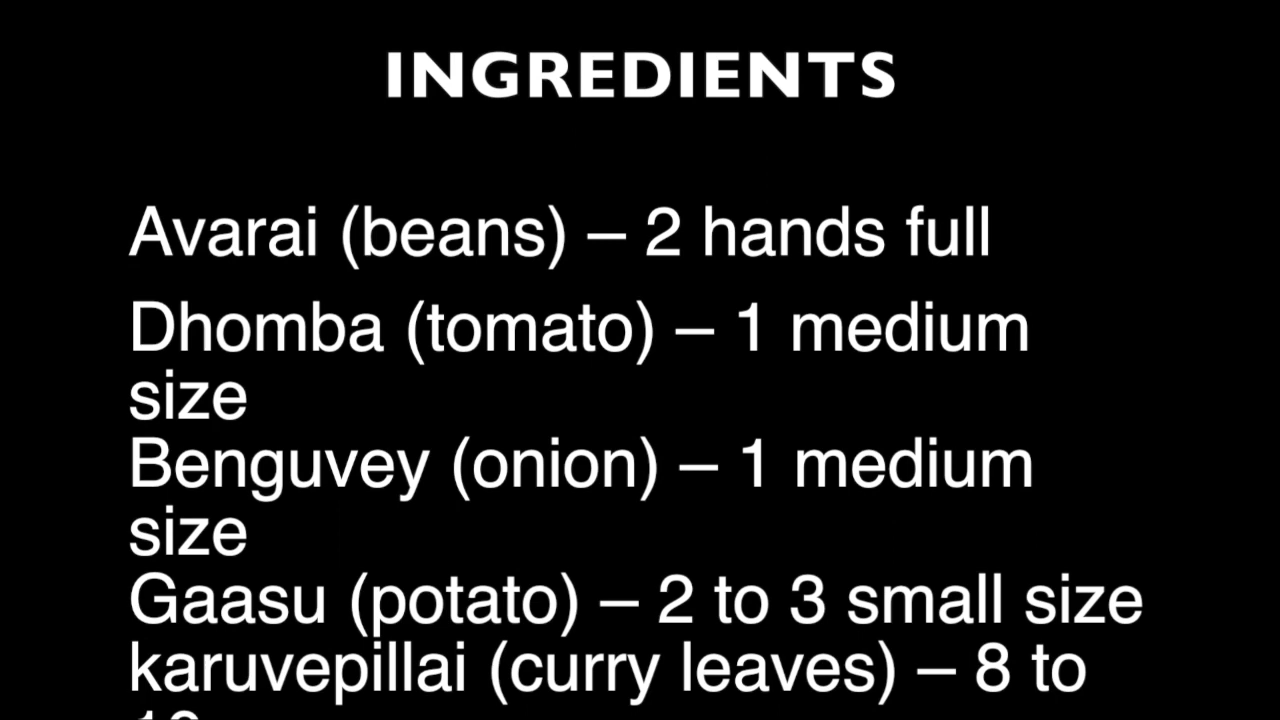 INGREDIENTS
Avarai (beans) – 2 hands full
Dhomba (tomato) – 1 medium
size
Benguvey (onion) – 1 medium
size
Gaasu (potato) – 2 to 3 small size
karuvepillai (curry leaves) – 8 to